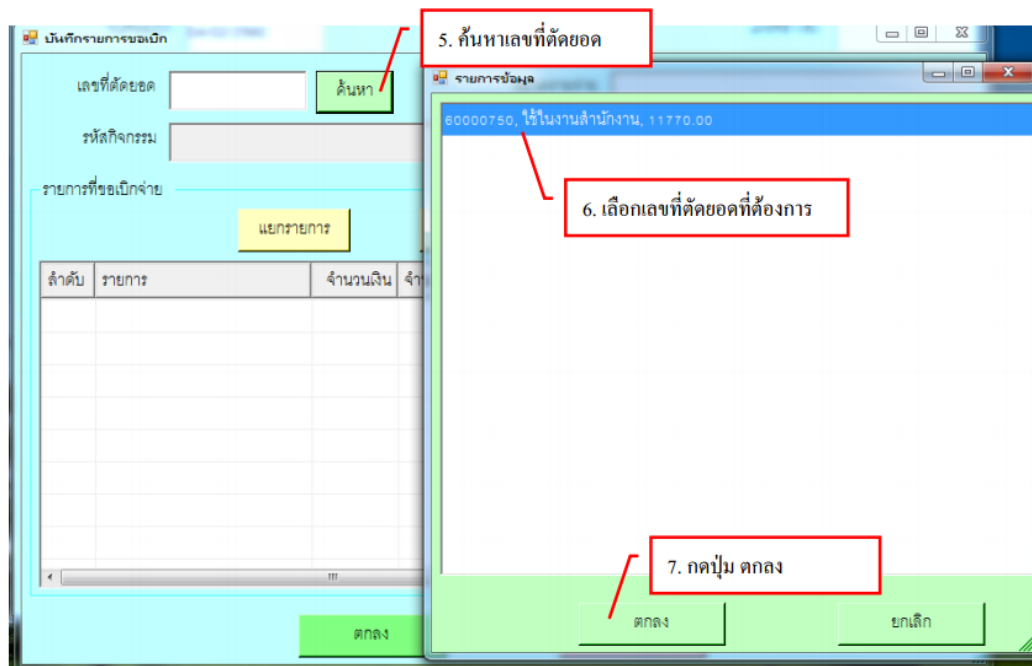 บันทึกรายการขอเบิก
5. ค้นหาเลขที่ตัดยอด
เลขที่ตัดยอด
ค้นหา
รายการข้อมูล
60000750, ใช้ในงานสำนักงาน, 11770.00
รหัสกิจกรรม
รายการที่ขอเบิกจ่าย
6. เลือกเลขที่ตัดยอดที่ต้องการ
แยกรายการ
ลำดับ รายการ จำนวนเงิน
7. กดปุ่ม ตกลง
ตกลง ยกเลิก
ตกลง